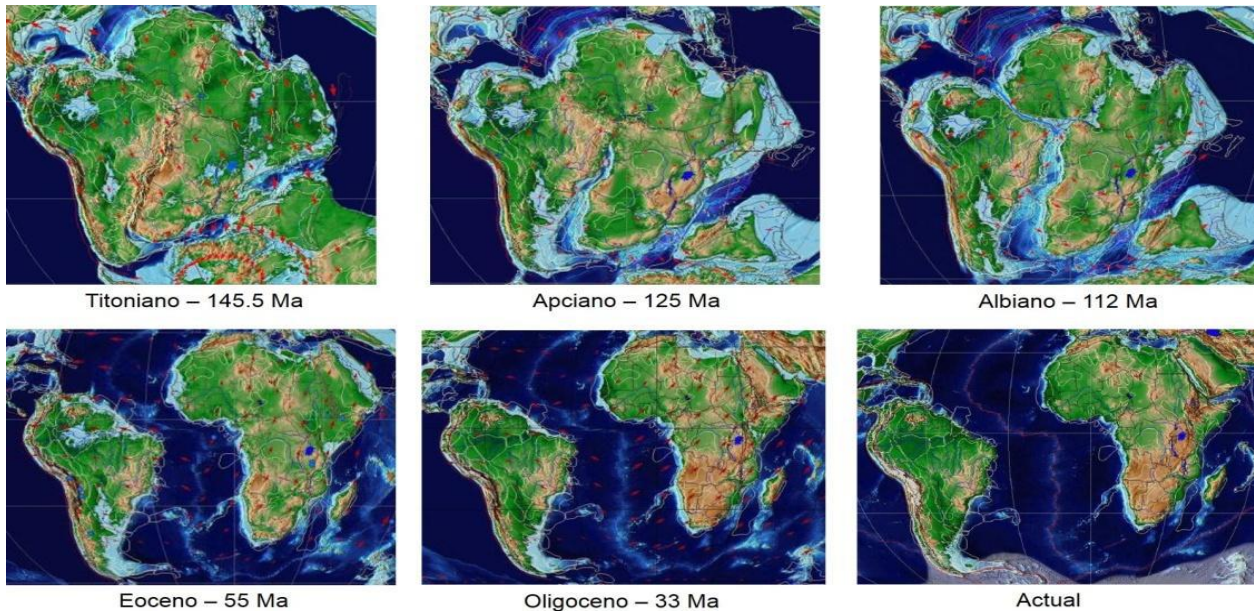 Titoniano – 145.5 Ma
Apciano – 125 Ma
Albiano – 112 Ma
Eoceno – 55 Ma
Oligoceno – 33 Ma
Actual